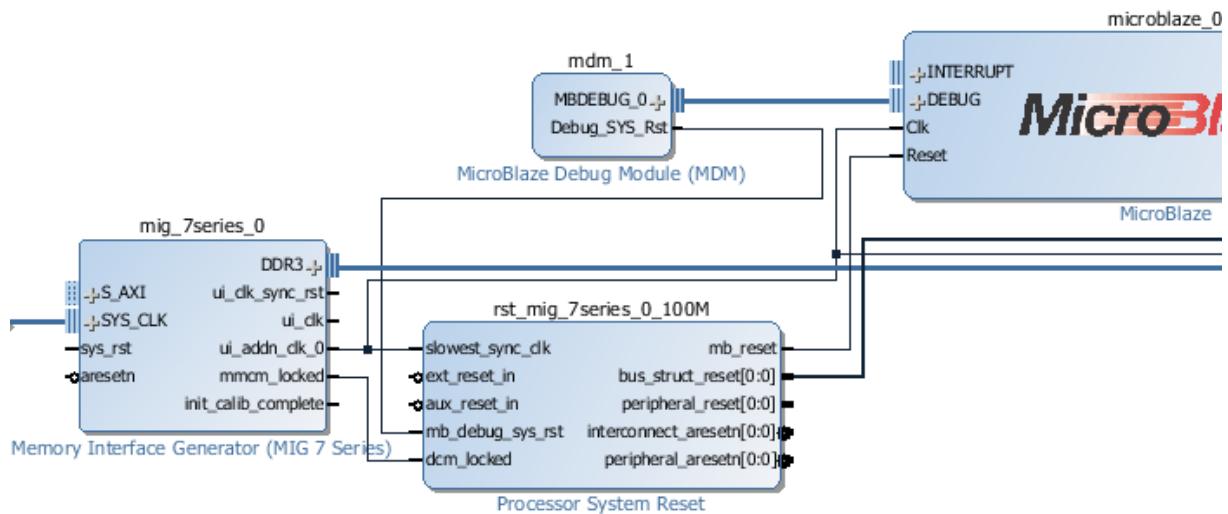 microblaze_0
mdm_1
INTERRUPT
MBDEBUG_0
DEBUG
Debug_SYS_Rst
Clk
Reset
MicroBlaze Debug Module (MDM)
MicroBlaze
mig_7series_0
DDR3
S_AXI
ui_clk_sync_rst
SYS_CLK
ui_clk
sys_rst
ui_addn_clk_0
aresetn
mmcm_locked
init_calib_complete
Memory Interface Generator (MIG 7 Series)
rst_mig_7series_0_100M
slowest_sync_clk
mb_reset
ext_reset_in
bus_struct_reset[0:0]
aux_reset_in
peripheral_reset[0:0]
mb_debug_sys_rst
interconnect_aresetn[0:0]
dcm_locked
peripheral_aresetn[0:0]
Processor System Reset